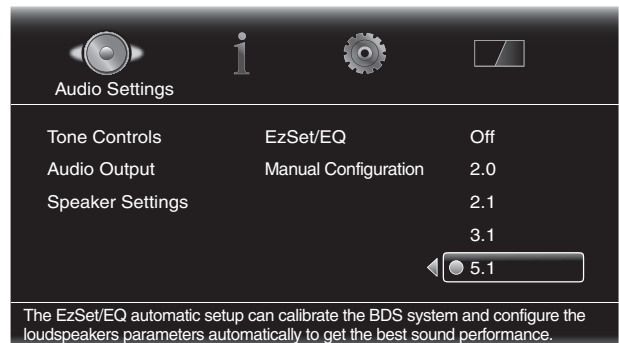 Audio Settings
Tone Controls EzSet/EQ Off
Audio Output Manual Configuration 2.0
Speaker Settings 2.1
3.1
5.1
The EzSet/EQ automatic setup can calibrate the BDS system and configure the
loudspeakers parameters automatically to get the best sound performance.